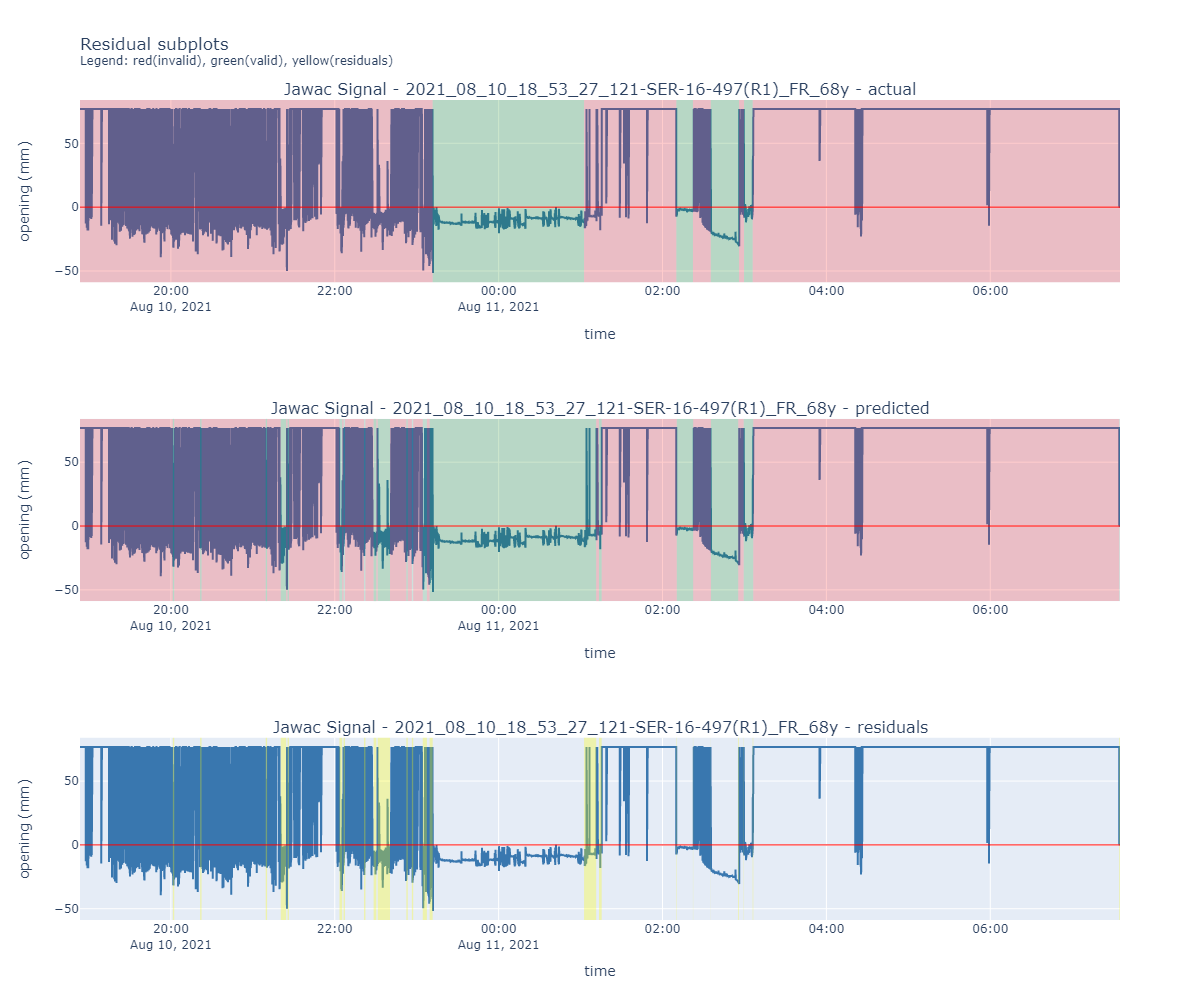 Residual subplots
Legend: red(invalid), green(valid), yellow(residuals)
Jawac Signal - 2021_08_10_18_53_27_121-SER-16-497(R1)_FR_68y - actual
opening (mm)
50
0
−50
20:00
Aug 10, 2021
22:00
00:00
Aug 11, 2021
02:00
04:00
06:00
time
Jawac Signal - 2021_08_10_18_53_27_121-SER-16-497(R1)_FR_68y - predicted
opening (mm)
50
0
−50
20:00
Aug 10, 2021
22:00
00:00
Aug 11, 2021
02:00
04:00
06:00
time
Jawac Signal - 2021_08_10_18_53_27_121-SER-16-497(R1)_FR_68y - residuals
opening (mm)
50
0
−50
20:00
Aug 10, 2021
22:00
00:00
Aug 11, 2021
02:00
04:00
06:00
time